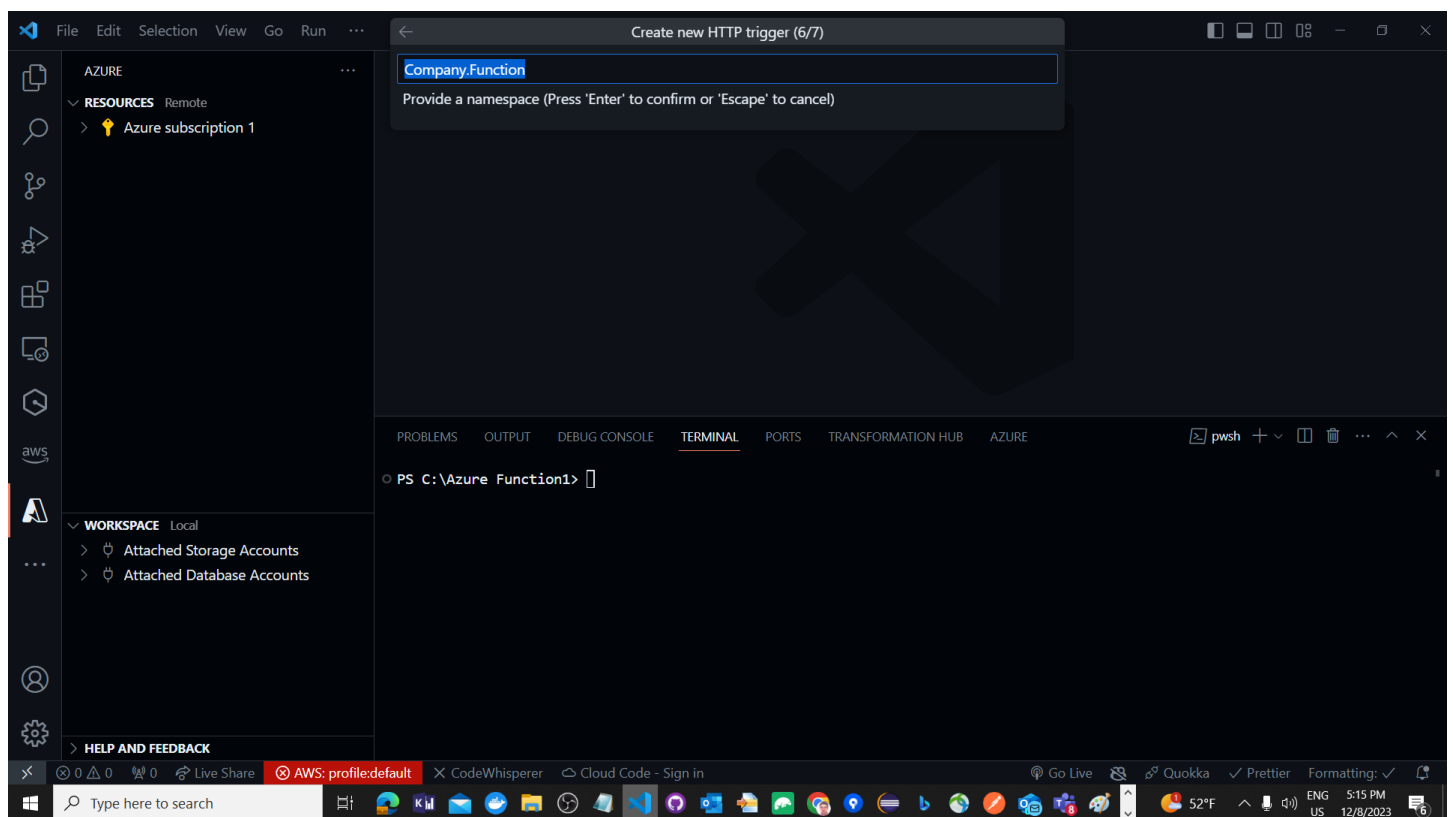 File Edit Selection View Go Run ...
Create new HTTP trigger (6/7)
Company.Function
Provide a namespace (Press 'Enter' to confirm or 'Escape' to cancel)
AZURE
RESOURCES Remote
Azure subscription 1
aws
PROBLEMS OUTPUT DEBUG CONSOLE TERMINAL PORTS TRANSFORMATION HUB AZURE
pwsh
PS C:\Azure Function1>
WORKSPACE Local
Attached Storage Accounts
Attached Database Accounts
HELP AND FEEDBACK
0 0 0 Live Share AWS: profile:default CodeWhisperer Cloud Code - Sign in Go Live Quokka Prettier Formatting:
Type here to search
52°F
ENG 5:15 PM
US 12/8/2023
6